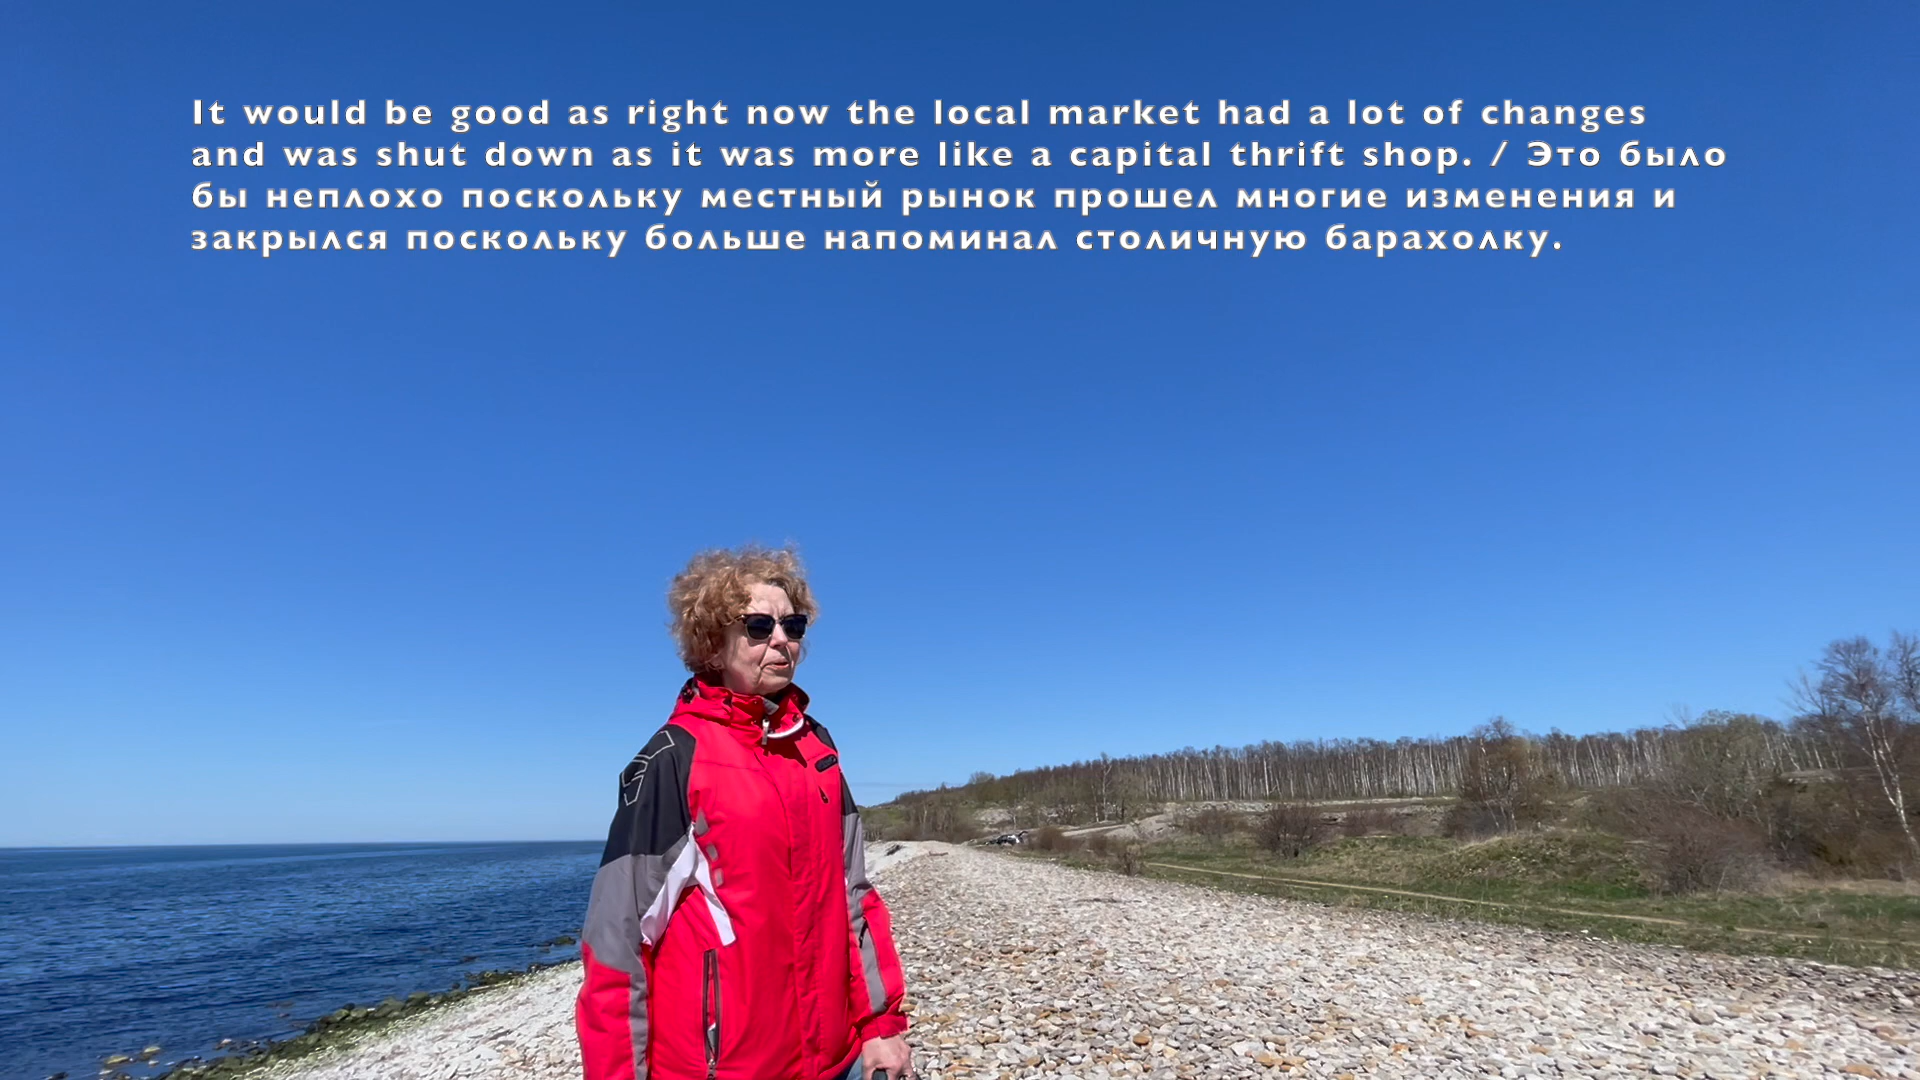 It would be good as right now the local market had a lot of changes
and was shut down as it was more like a capital thrift shop. / Это было
бы неплохо поскольку местный рынок прошел многие изменения и
закрылся поскольку больше напоминал столичную барахолку.